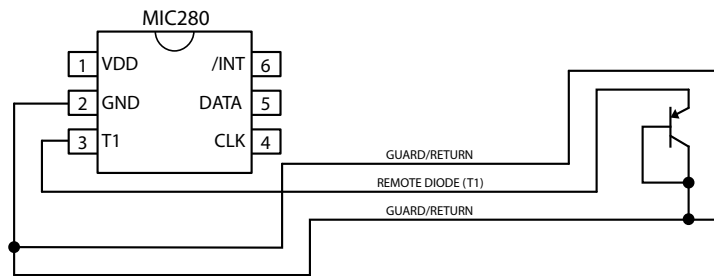 MIC280
1 VDD /INT 6
2 GND DATA 5
3 T1 CLK 4
GUARD/RETURN
REMOTE DIODE (T1)
GUARD/RETURN